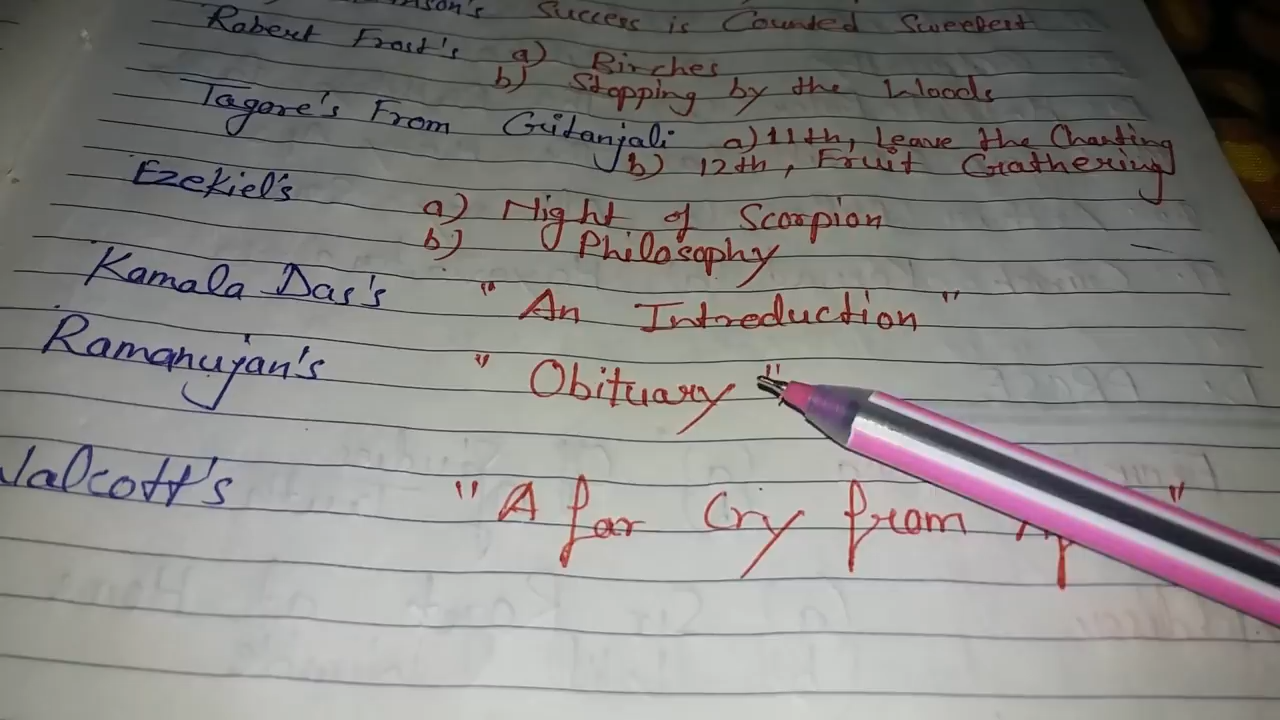 Success is Counted Sweetest
Robert Frost's a) Birches
b) Stopping by the Woods
Tagore's From Gitanjali a) 11th, Leave the Chanting
b) 12th, Fruit Gathering
Ezekiel's a) Night of Scorpion
b) Philosophy
Kamala Das's " An Introduction "
Ramanujan's " Obituary "
Walcott's " A far Cry from "